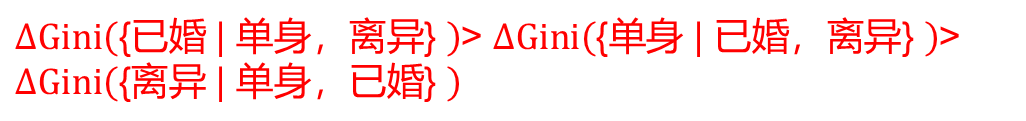 ΔGini({已婚 | 单身，离异} )> ΔGini({单身 | 已婚，离异} )>
ΔGini({离异 | 单身，已婚} )